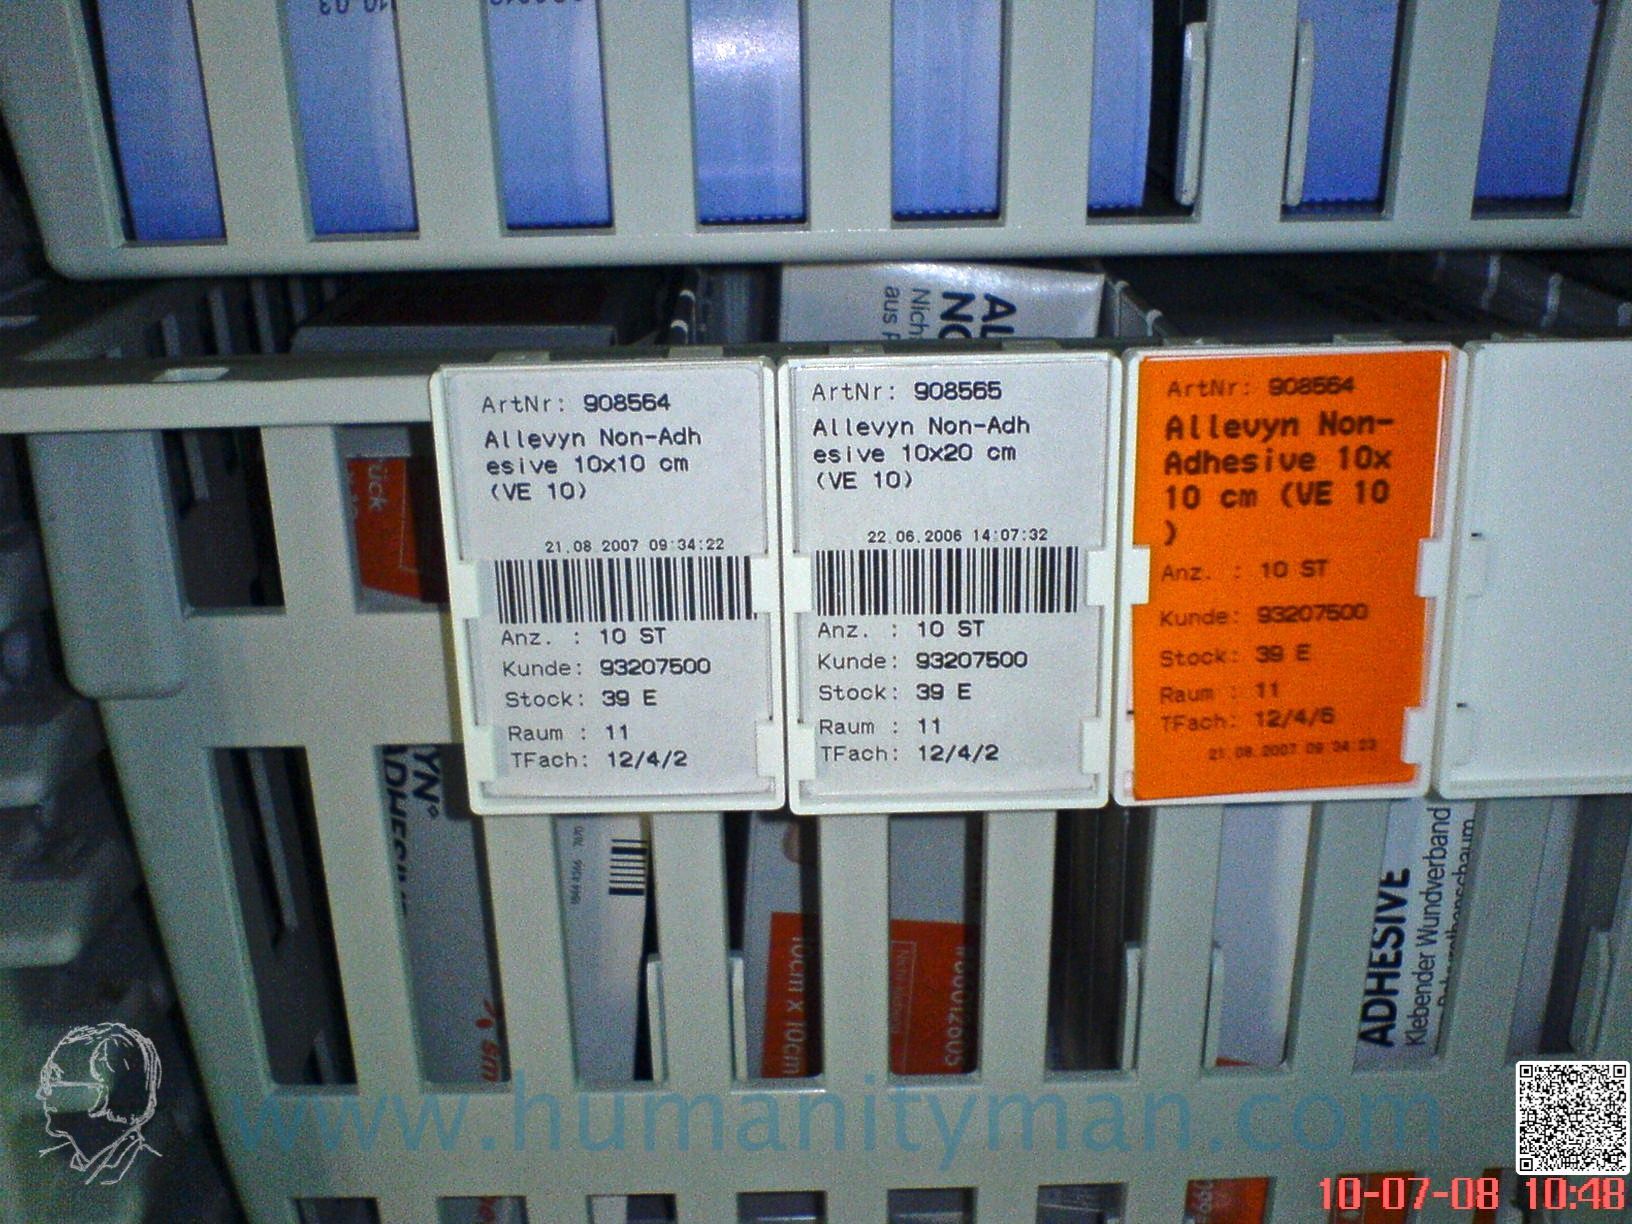 ArtNr: 908564
Allevyn Non-Adh
esive 10x10 cm
(VE 10)
21.08.2007 09:34:22
Anz. : 10 ST
Kunde: 93207500
Stock: 39 E
Raum : 11
TFach: 12/4/2
ArtNr: 908565
Allevyn Non-Adh
esive 10x20 cm
(VE 10)
22.06.2006 14:07:32
Anz. : 10 ST
Kunde: 93207500
Stock: 39 E
Raum : 11
TFach: 12/4/2
ArtNr: 908564
Allevyn Non-
Adhesive 10x
10 cm (VE 10
)
Anz. : 10 ST
Kunde: 93207500
Stock: 39 E
Raum : 11
TFach: 12/4/6
21.08.2007 09:34:23
10cm x 10cm
ADHESIVE
Klebender Wundverband
www.humanityman.com
10-07-08 10:48